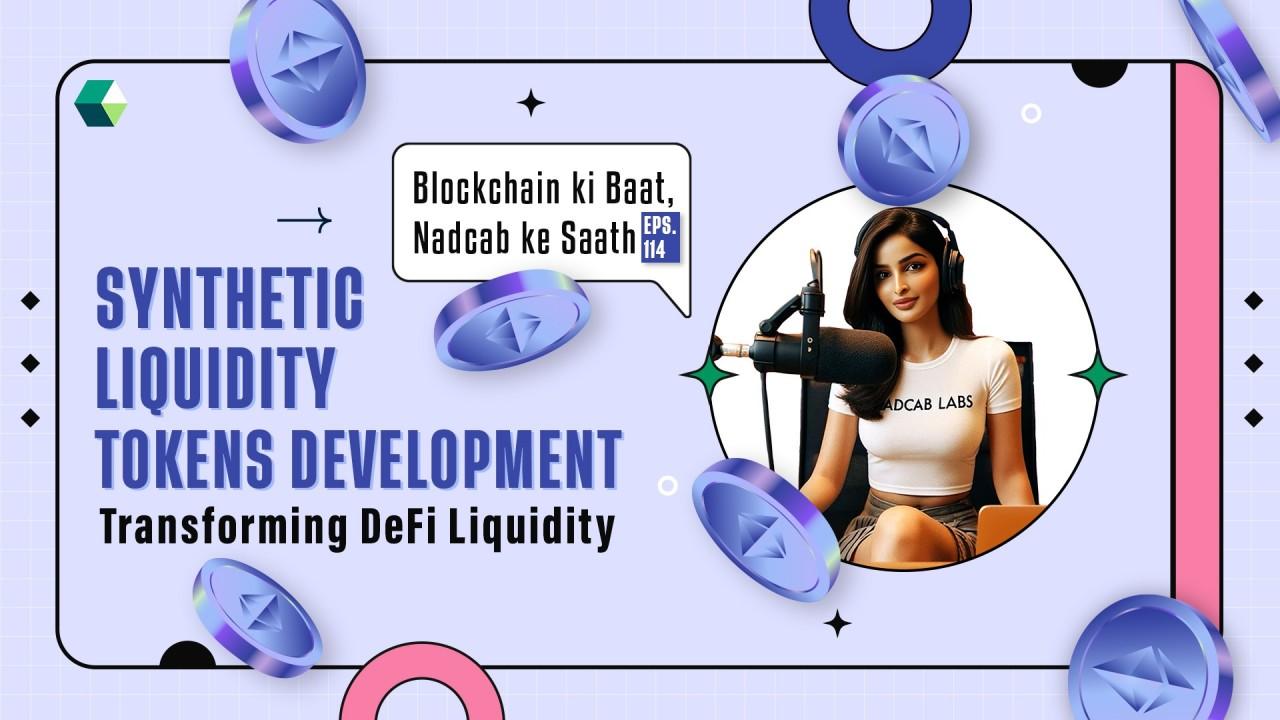 Blockchain ki Baat,
Nadcab ke Saath EPS. 114
SYNTHETIC
LIQUIDITY
TOKENS DEVELOPMENT
Transforming DeFi Liquidity
ADCAB LABS